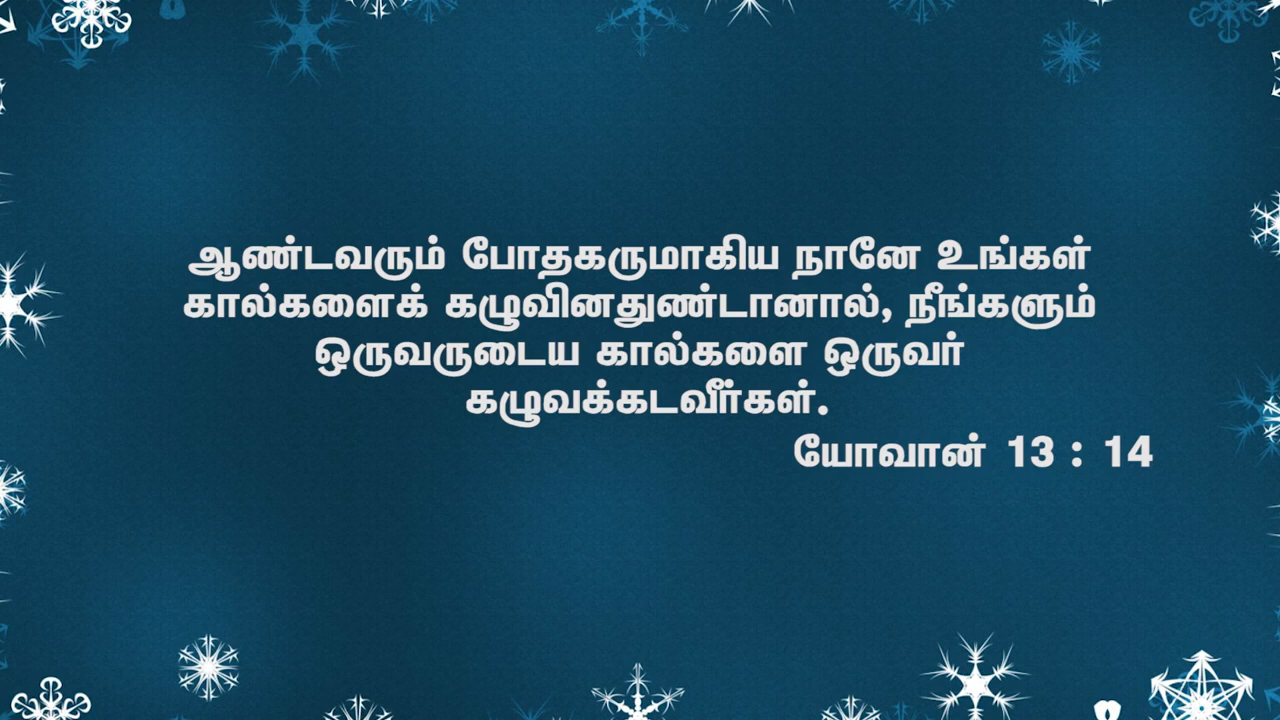 ஆண்டவரும் போதகருமாகிய நானே உங்கள்
கால்களைக் கழுவினதுண்டானால், நீங்களும்
ஒருவருடைய கால்களை ஒருவர்
கழுவக்கடவீர்கள்.
யோவான் 13 : 14